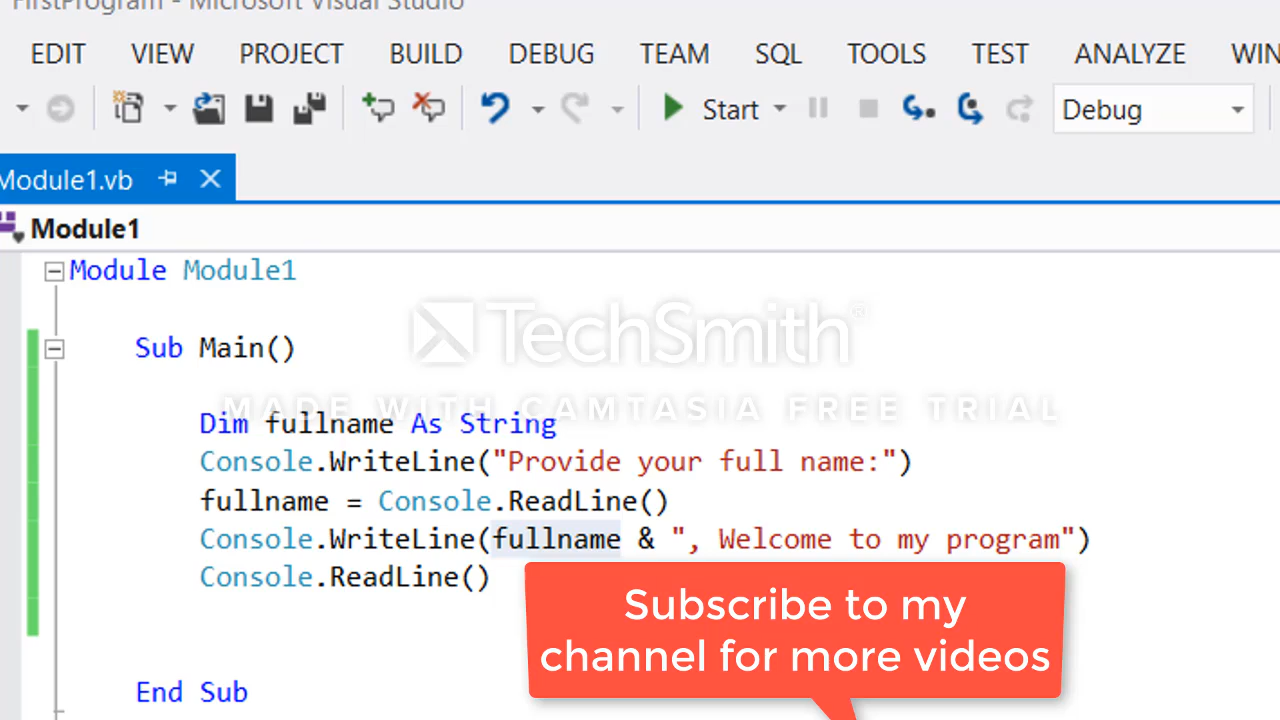 FirstProgram - Microsoft Visual Studio
EDIT VIEW PROJECT BUILD DEBUG TEAM SQL TOOLS TEST ANALYZE WIN
Start Debug
Module1.vb
Module1
Module Module1
TechSmith®
Sub Main()
MADE WITH CAMTASIA FREE TRIAL
Dim fullname As String
Console.WriteLine("Provide your full name:")
fullname = Console.ReadLine()
Console.WriteLine(fullname & ", Welcome to my program")
Console.ReadLine()
Subscribe to my
channel for more videos
End Sub